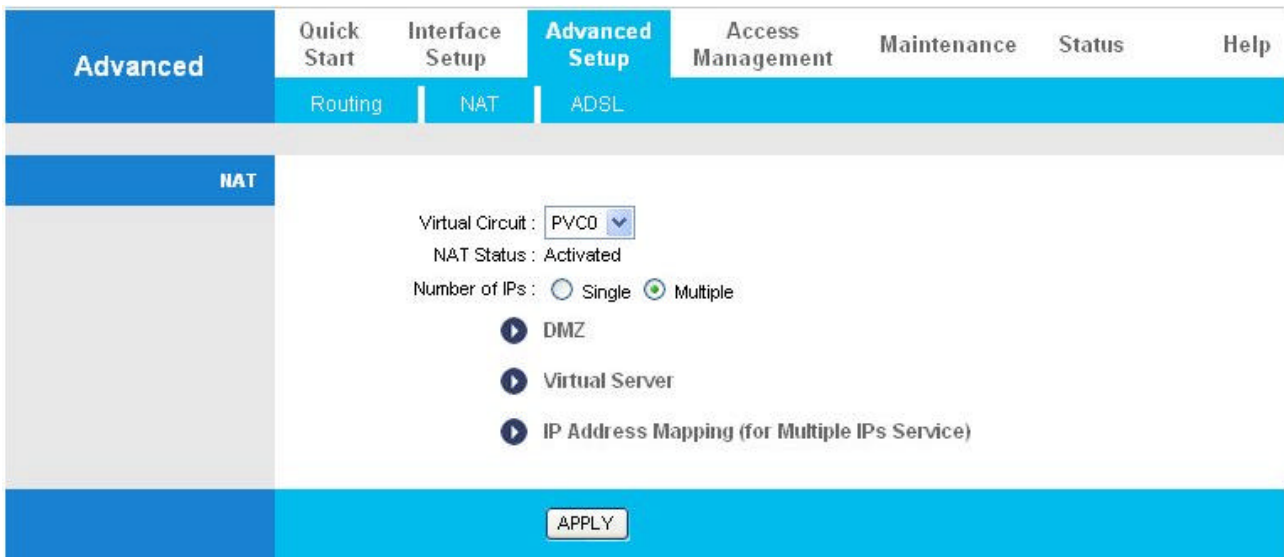 Advanced
Quick Start
Interface Setup
Advanced Setup
Access Management
Maintenance
Status
Help
Routing
NAT
ADSL
NAT
Virtual Circuit : PVC0
NAT Status : Activated
Number of IPs : Single Multiple
DMZ
Virtual Server
IP Address Mapping (for Multiple IPs Service)
APPLY